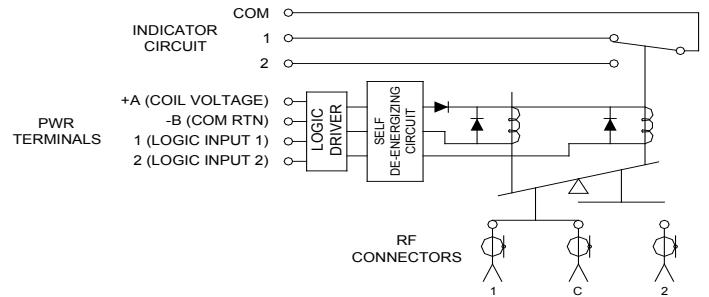 COM
INDICATOR
CIRCUIT
1
2
PWR
TERMINALS
+A (COIL VOLTAGE)
-B (COM RTN)
1 (LOGIC INPUT 1)
2 (LOGIC INPUT 2)
LOGIC
DRIVER
SELF
DE-ENERGIZING
CIRCUIT
RF
CONNECTORS
1
C
2